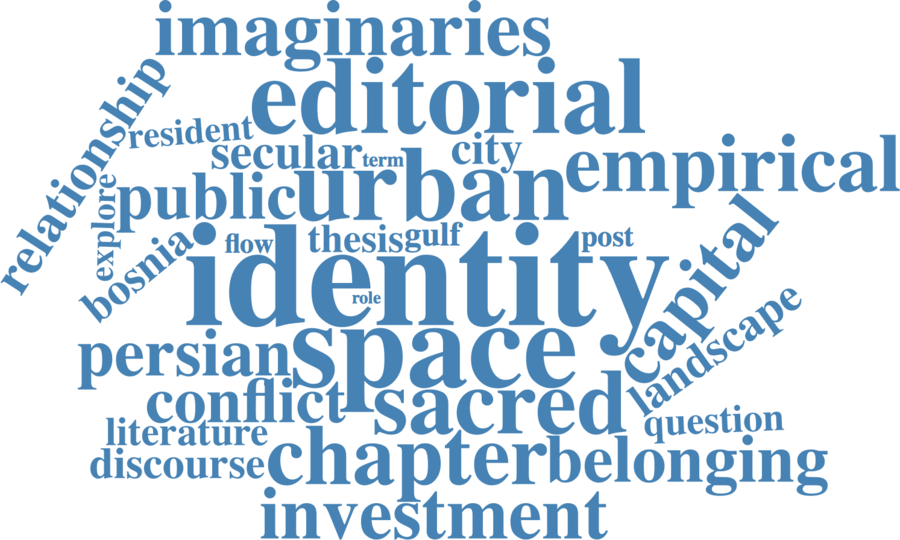 imaginaries
editorial
relationship
resident
secular
term
city
empirical
explore
public
urban
bosnia
flow
thesis
gulf
post
capital
identity
role
landscape
persian
space
conflict
sacred
question
literature
discourse
chapter
belonging
investment